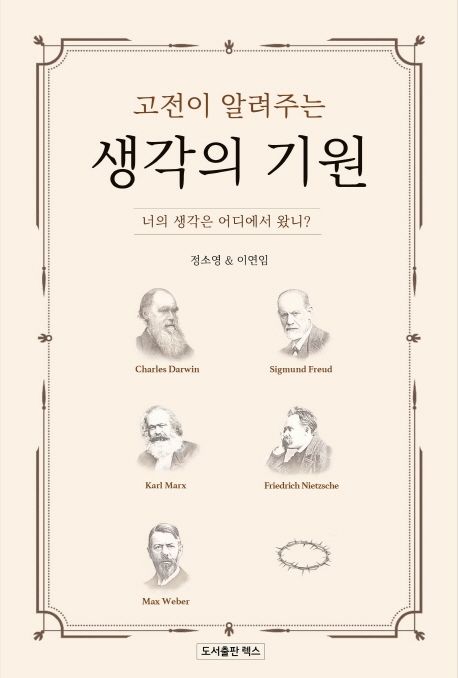 고전이 알려주는
생각의 기원
너의 생각은 어디에서 왔니?
정소영 & 이연임
Charles Darwin
Sigmund Freud
Karl Marx
Friedrich Nietzsche
Max Weber
도서출판 렉스